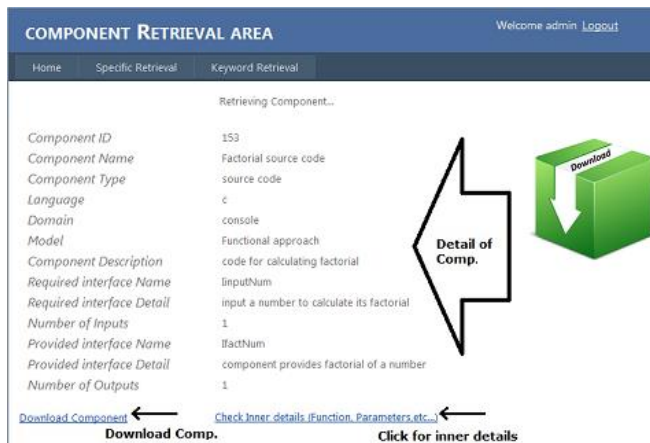 COMPONENT RETRIEVAL AREA
Welcome admin Logout
Home Specific Retrieval Keyword Retrieval
Retrieving Component...
Component ID 153
Component Name Factorial source code
Component Type source code
Language c
Domain console
Model Functional approach
Component Description code for calculating factorial
Required interface Name IinputNum
Required interface Detail input a number to calculate its factorial
Number of Inputs 1
Provided interface Name IfactNum
Provided interface Detail component provides factorial of a number
Number of Outputs 1
Detail of
Comp.
Download
Download Component Check Inner details (Function, Parameters,etc...)
Download Comp. Click for inner details